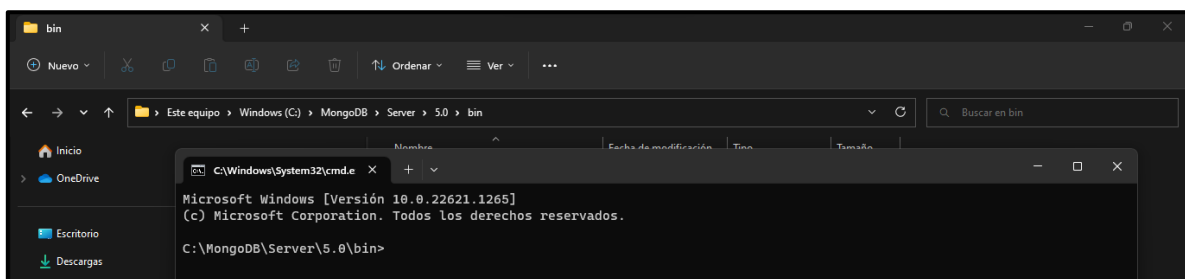 bin
Nuevo
Ordenar
Ver
Este equipo > Windows (C:) > MongoDB > Server > 5.0 > bin
Buscar en bin
Inicio
Nombre
Fecha de modificación
Tipo
Tamaño
C:\Windows\System32\cmd.e
OneDrive
Microsoft Windows [Versión 10.0.22621.1265]
(c) Microsoft Corporation. Todos los derechos reservados.
Escritorio
C:\MongoDB\Server\5.0\bin>
Descargas